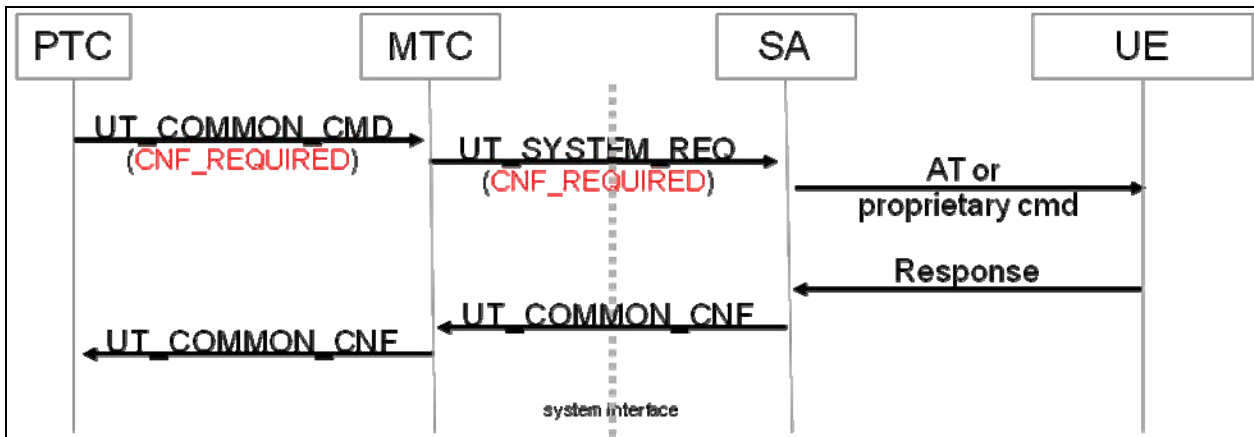 PTC
MTC
SA
UE
UT_COMMON_CMD
(CNF_REQUIRED)
UT_SYSTEM_REQ
(CNF_REQUIRED)
AT or
proprietary cmd
Response
UT_COMMON_CNF
UT_COMMON_CNF
system interface